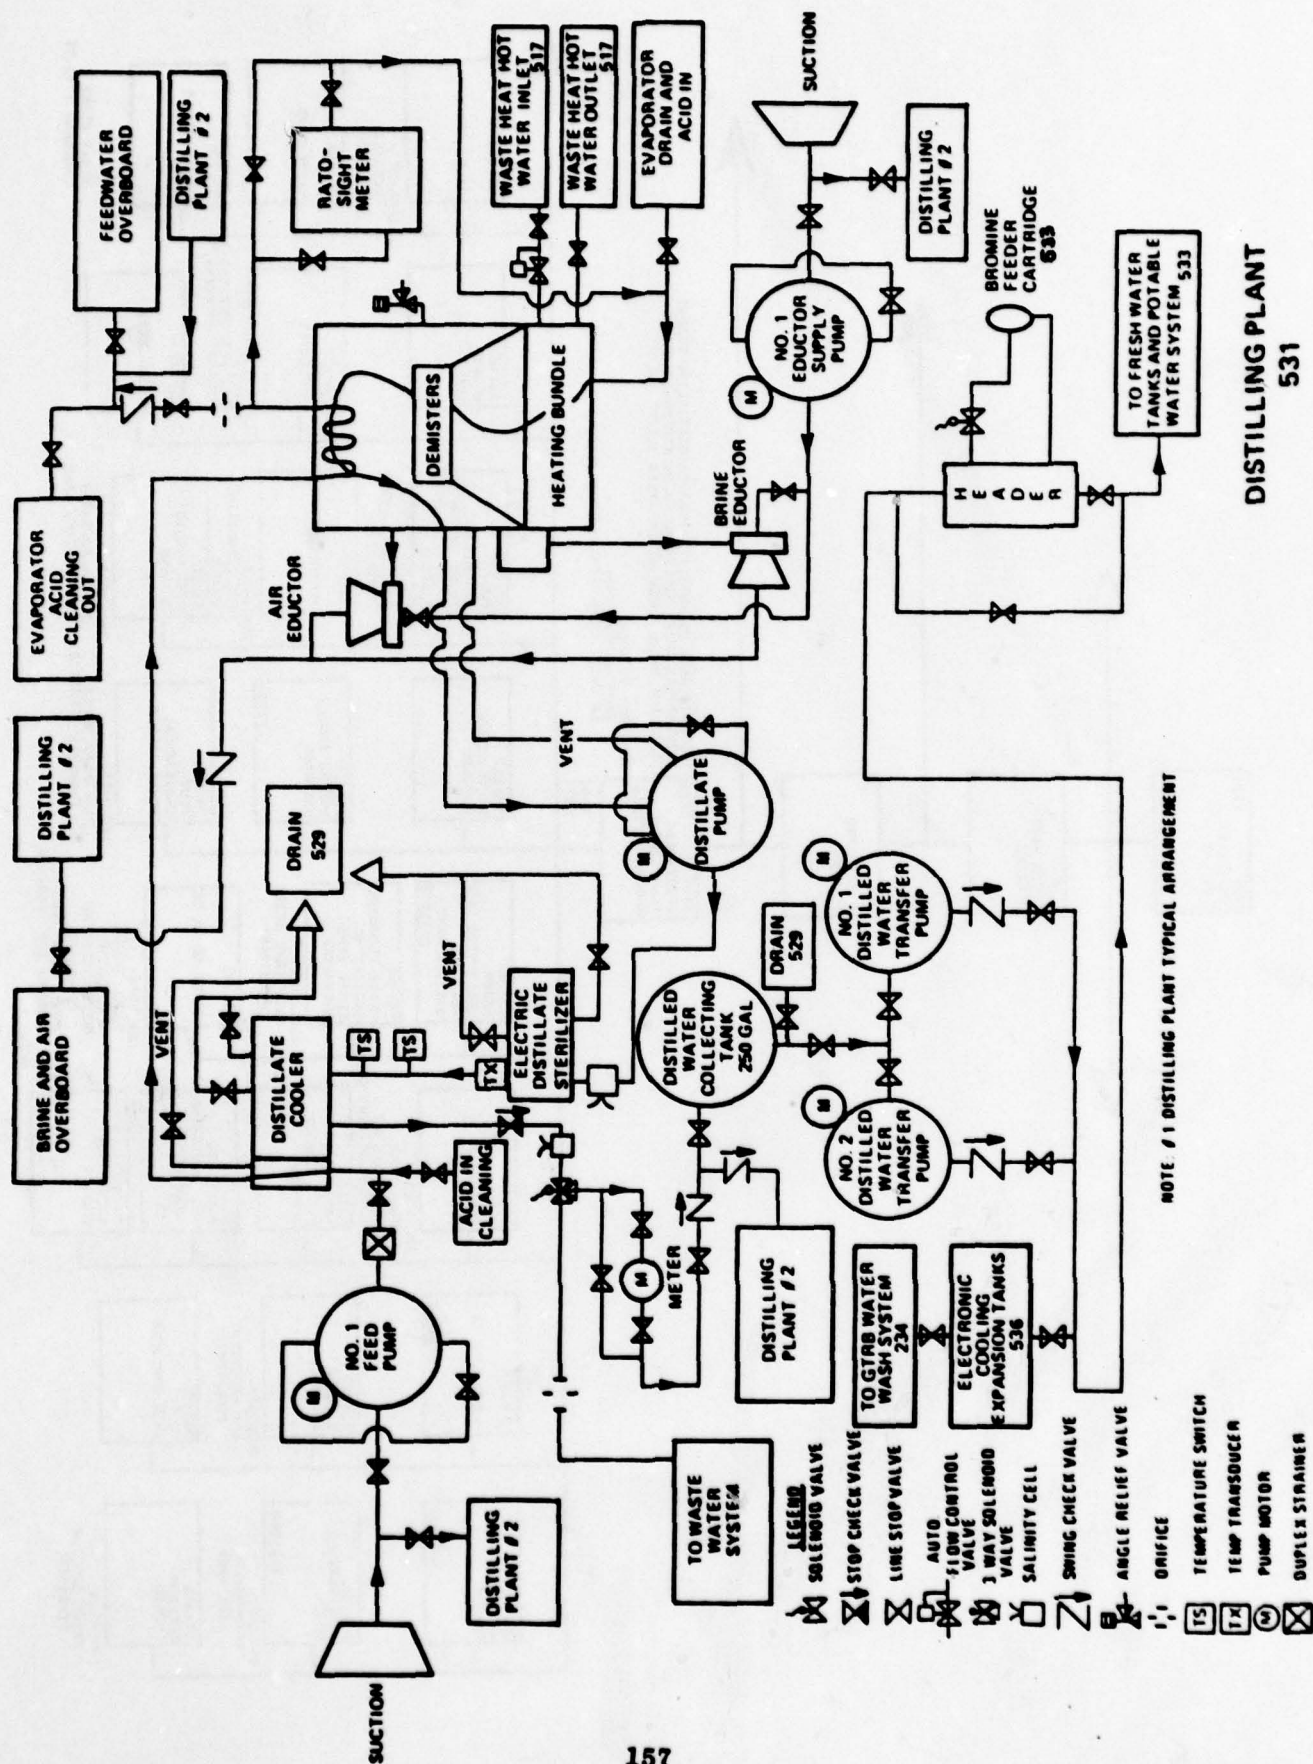 BRINE AND AIR
OVERBOARD
DISTILLING
PLANT #2
EVAPORATOR
ACID
CLEANING
OUT
FEEDWATER
OVERBOARD
DISTILLING
PLANT #2
RATO-
SIGHT
METER
WASTE HEAT HOT
WATER INLET
517
WASTE HEAT HOT
WATER OUTLET
517
EVAPORATOR
DRAIN AND
ACID IN
DEMISTERS
HEATING BUNDLE
AIR
EDUCTOR
VENT
DRAIN
529
DISTILLATE
COOLER
TS
TS
TX
VENT
ELECTRIC
DISTILLATE
STERILIZER
ACID IN
CLEANING
NO. 1
FEED
PUMP
M
SUCTION
DISTILLING
PLANT #2
VENT
DISTILLATE
PUMP
M
BRINE
EDUCTOR
NO. 1
EDUCTOR
SUPPLY
PUMP
M
SUCTION
DISTILLING
PLANT #2
TO WASTE
WATER
SYSTEM
M
METER
DISTILLING
PLANT #2
DISTILLED
WATER
COLLECTING
TANK
250 GAL
DRAIN
529
NO. 1
DISTILLED
WATER
TRANSFER
PUMP
M
NO. 2
DISTILLED
WATER
TRANSFER
PUMP
M
TO GTRB WATER
WASH SYSTEM
234
ELECTRONIC
COOLING
EXPANSION TANKS
536
HEADER
BROMINE
FEEDER
CARTRIDGE
533
TO FRESH WATER
TANKS AND POTABLE
WATER SYSTEM
533
LEGEND
SOLENOID VALVE
STOP CHECK VALVE
LINE STOP VALVE
AUTO
FLOW CONTROL
VALVE
3 WAY SOLENOID
VALVE
SALINITY CELL
SWING CHECK VALVE
ANGLE RELIEF VALVE
ORIFICE
TS TEMPERATURE SWITCH
TX TEMP TRANSDUCER
M PUMP MOTOR
DUPLEX STRAINER
NOTE: #1 DISTILLING PLANT TYPICAL ARRANGEMENT
DISTILLING PLANT
531
157